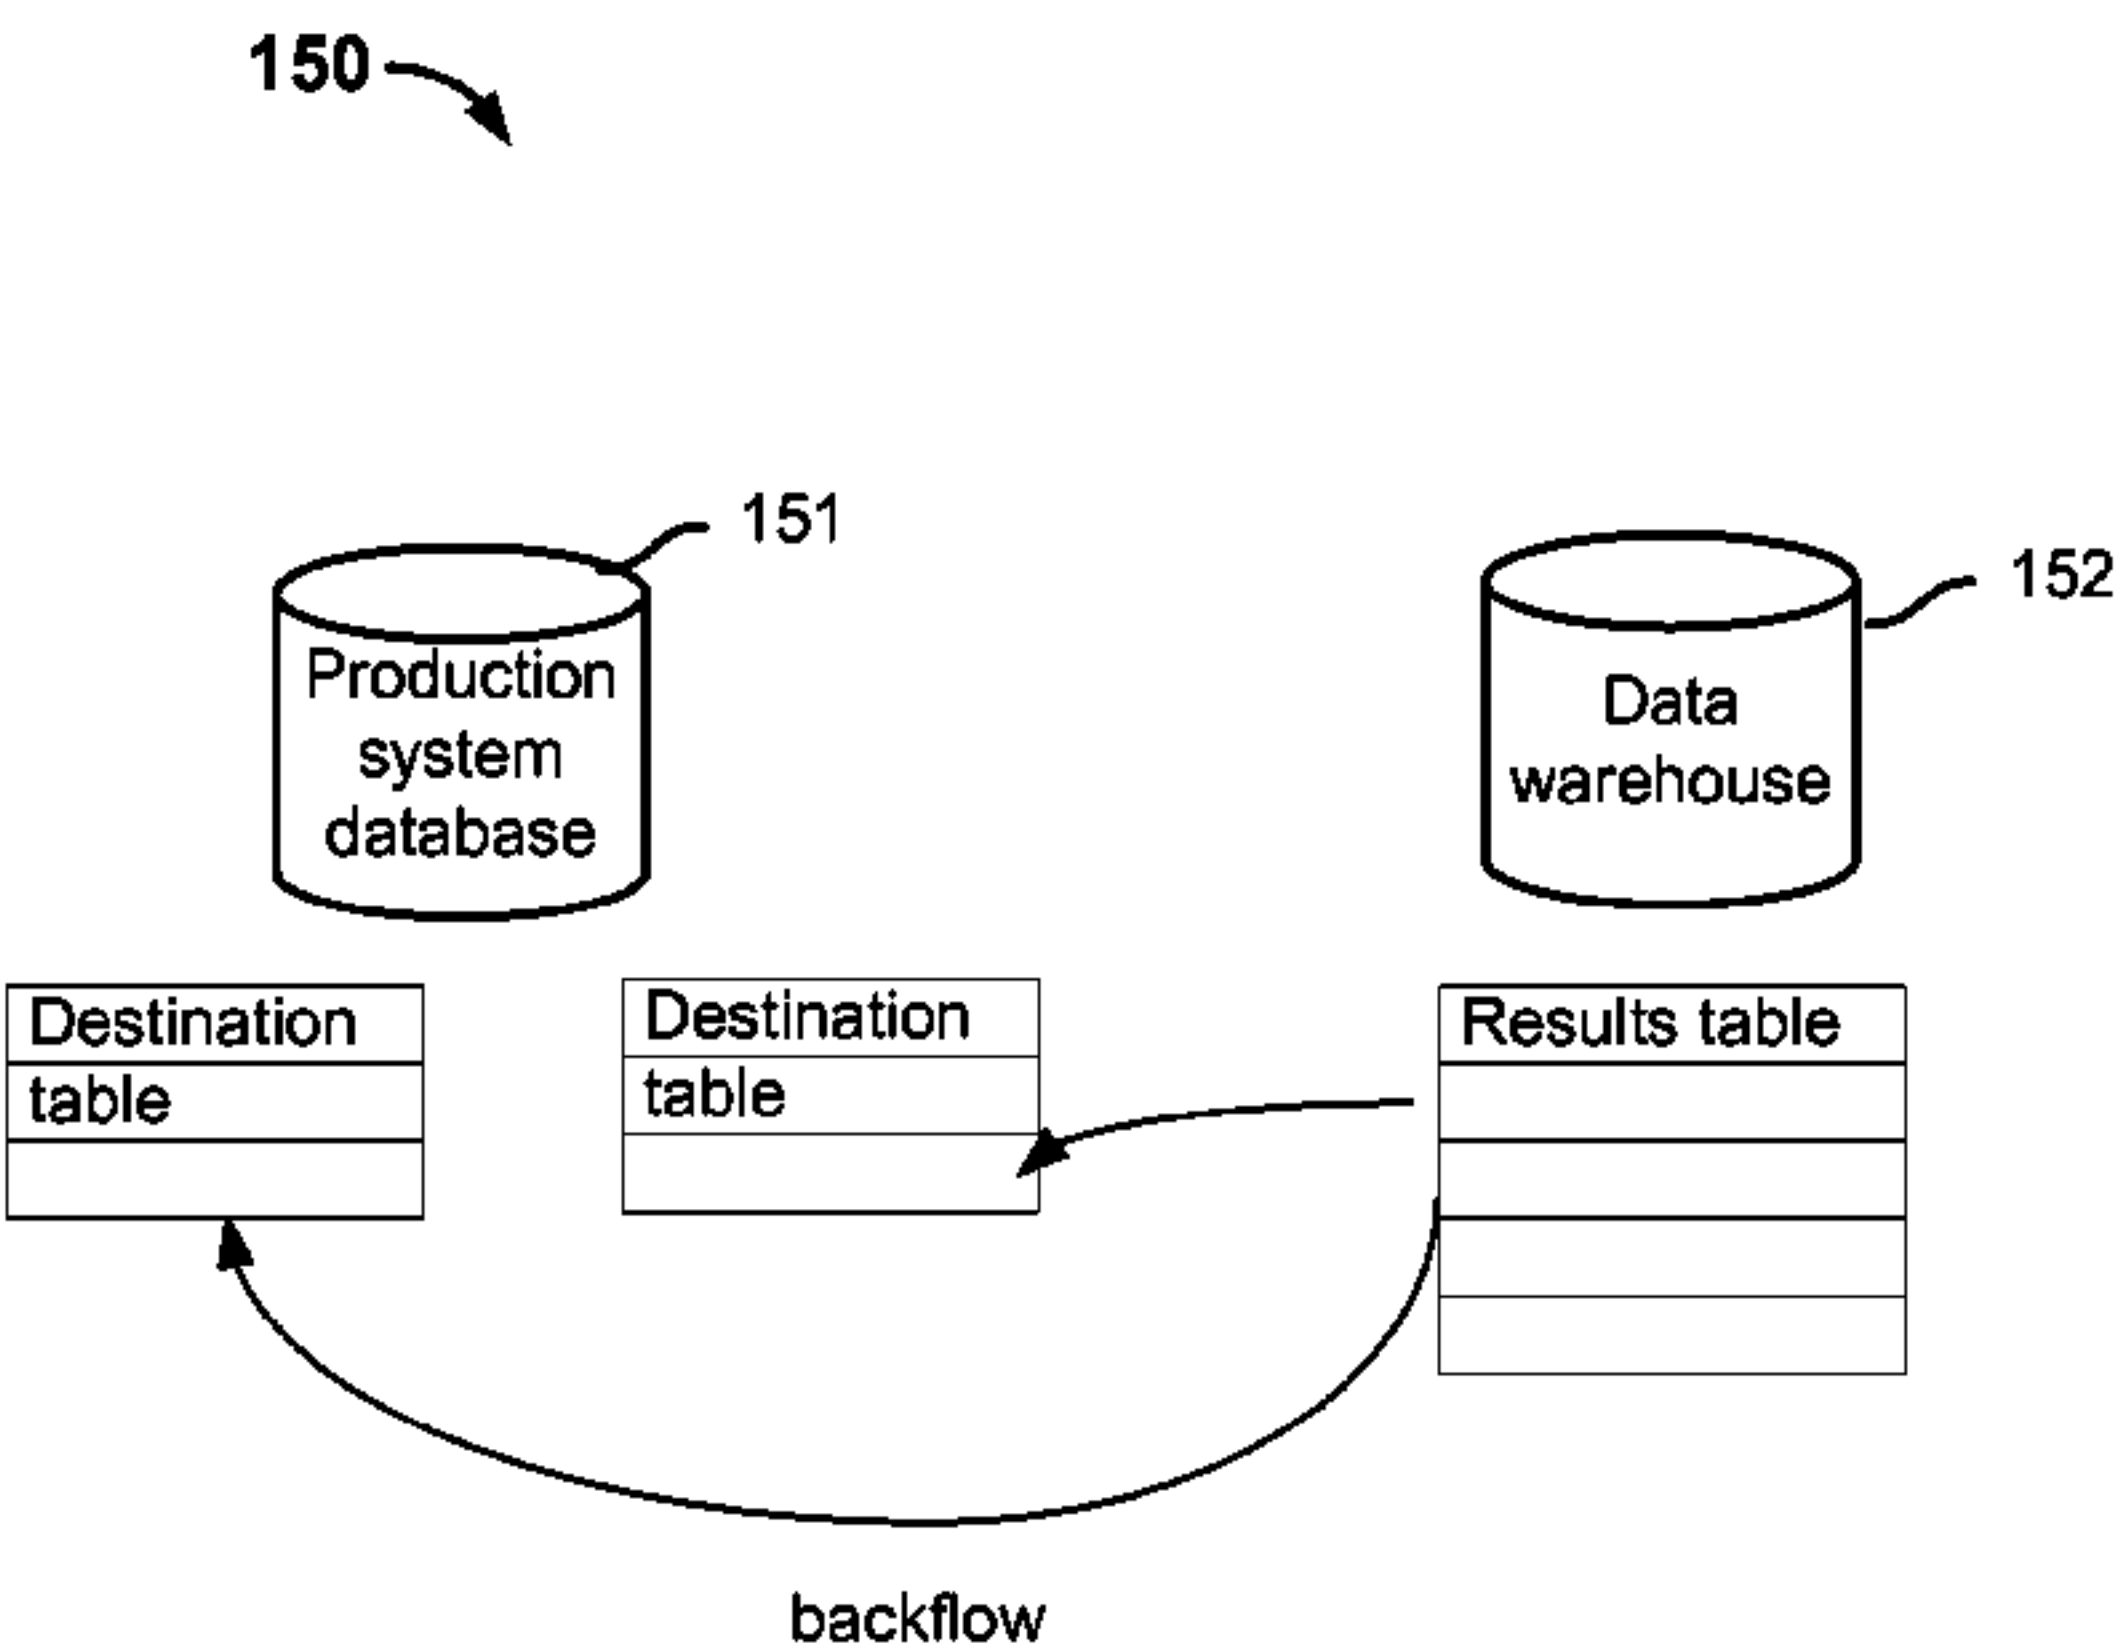 150
151
152
Production
system
database
Data
warehouse
Destination
table
Destination
table
Results table
backflow